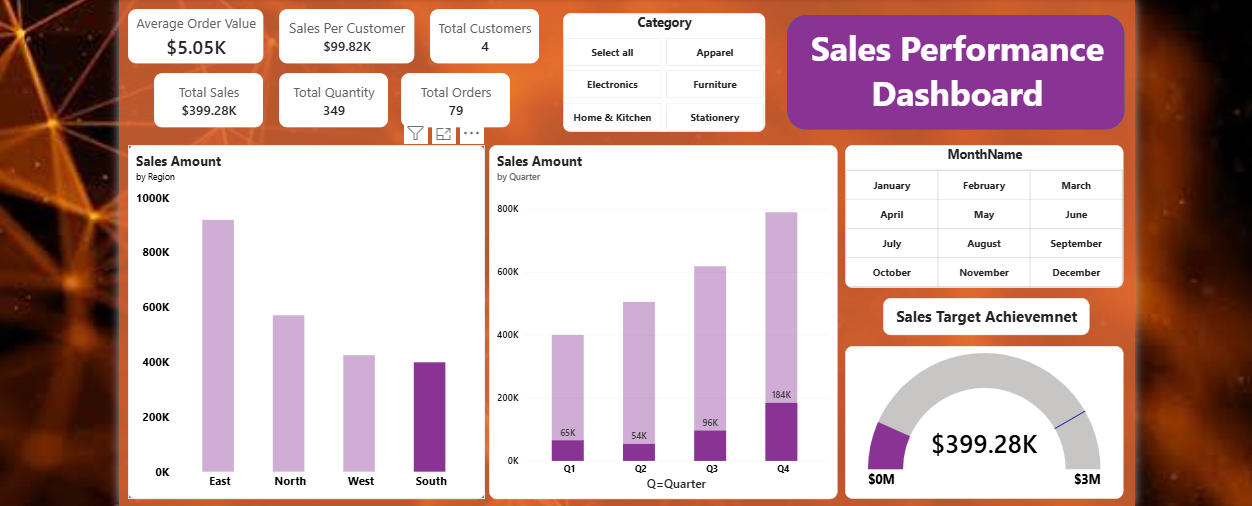 Average Order Value
$5.05K
Sales Per Customer
$99.82K
Total Customers
4
Total Sales
$399.28K
Total Quantity
349
Total Orders
79
Category
Select all
Apparel
Electronics
Furniture
Home & Kitchen
Stationery
Sales Performance
Dashboard
Sales Amount
by Region
1000K
800K
600K
400K
200K
0K
East
North
West
South
Sales Amount
by Quarter
800K
600K
400K
200K
0K
65K
54K
96K
184K
Q1
Q2
Q3
Q4
Q=Quarter
MonthName
January
February
March
April
May
June
July
August
September
October
November
December
Sales Target Achievemnet
$399.28K
$0M
$3M